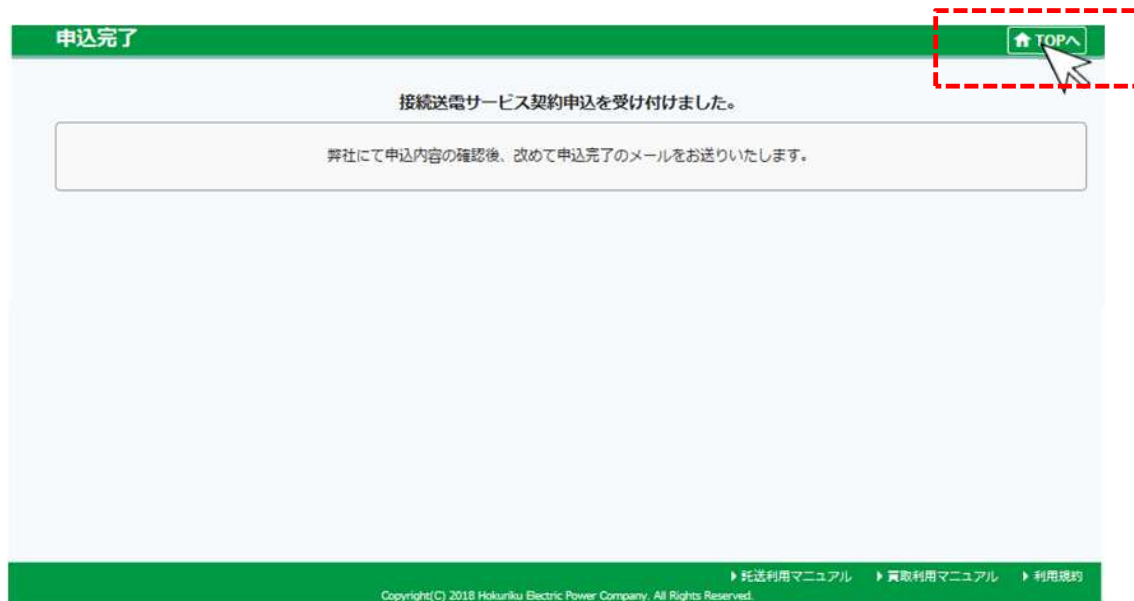 申込完了
TOPへ
接続送電サービス契約申込を受け付けました。
弊社にて申込内容の確認後、改めて申込完了のメールをお送りいたします。
託送利用マニュアル 買取利用マニュアル 利用規約
Copyright(C) 2018 Hokuriku Electric Power Company. All Rights Reserved.